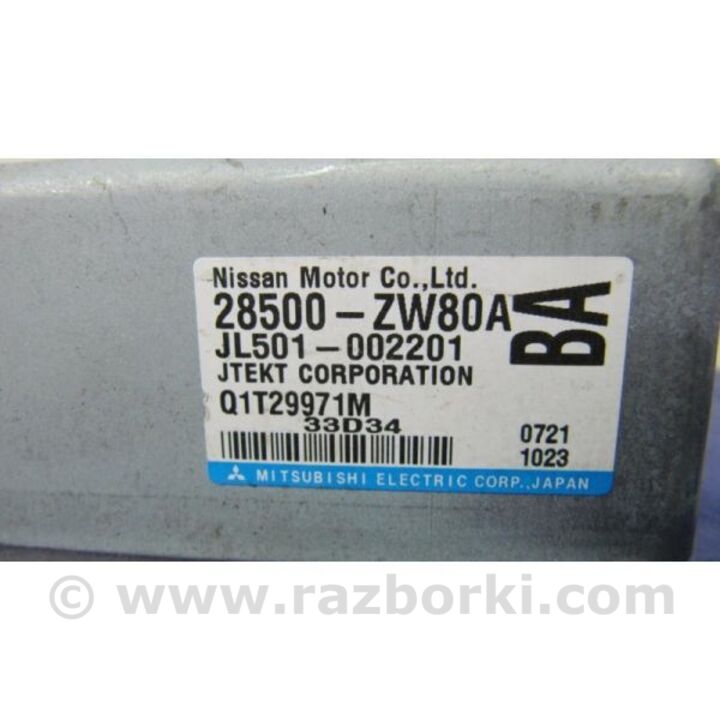 Nissan Motor Co.,Ltd.
28500-ZW80A
BA
JL501-002201
JTEKT CORPORATION
Q1T29971M
33D34
0721
1023
MITSUBISHI ELECTRIC CORP.,JAPAN
© www.razborki.com